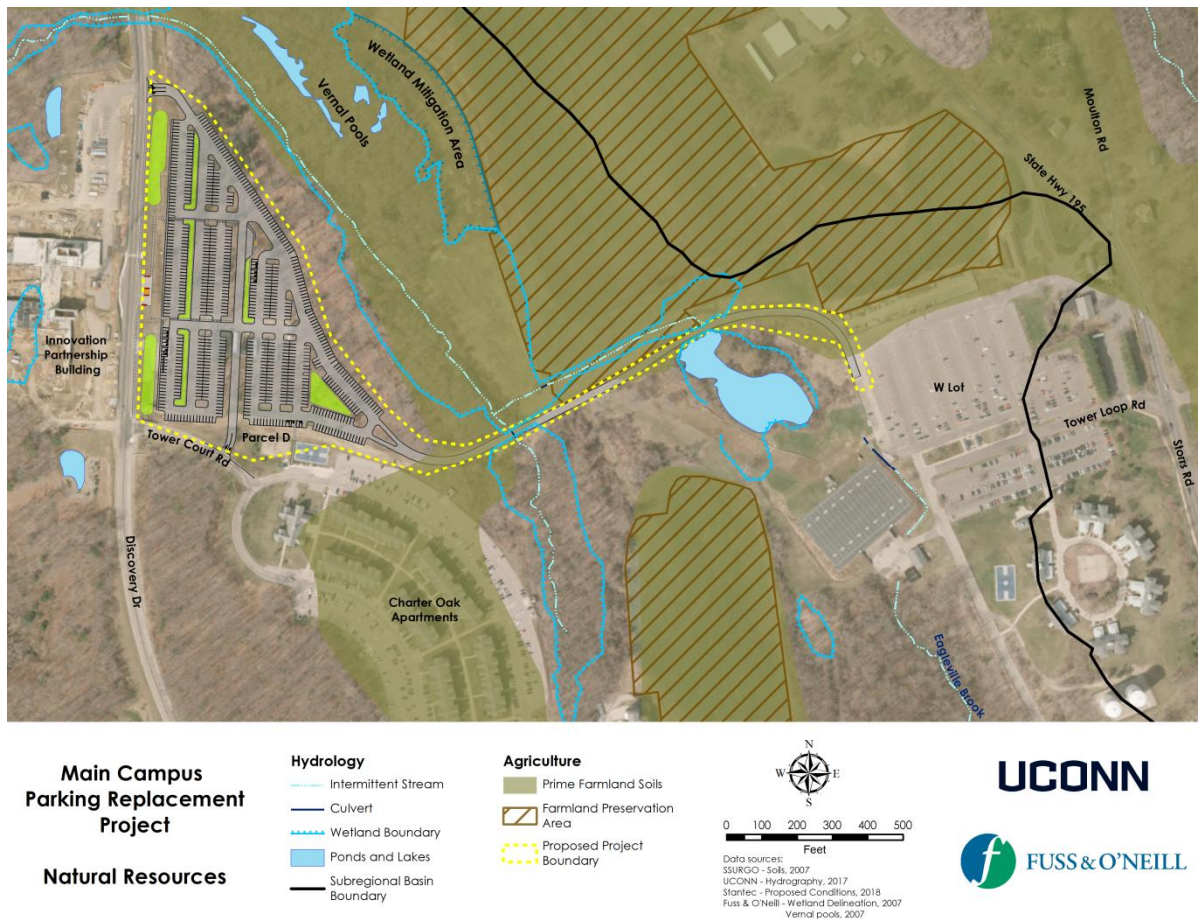 Vernal Pools
Wetland Mitigation Area
Moulton Rd
State Hwy 195
Innovation
Partnership
Building
W Lot
Tower Loop Rd
Storrs Rd
Parcel D
Tower Court Rd
Discovery Dr
Charter Oak
Apartments
Eagleville Brook
Main Campus
Parking Replacement
Project
Natural Resources
Hydrology
Intermittent Stream
Culvert
Wetland Boundary
Ponds and Lakes
Subregional Basin
Boundary
Agriculture
Prime Farmland Soils
Farmland Preservation
Area
Proposed Project
Boundary
N
W E
S
0 100 200 300 400 500
Feet
Data sources:
SSURGO - Soils, 2007
UCONN - Hydrography, 2017
Stantec - Proposed Conditions, 2018
Fuss & O'Neill - Wetland Delineation, 2007
Vernal pools, 2007
UCONN
f FUSS & O'NEILL